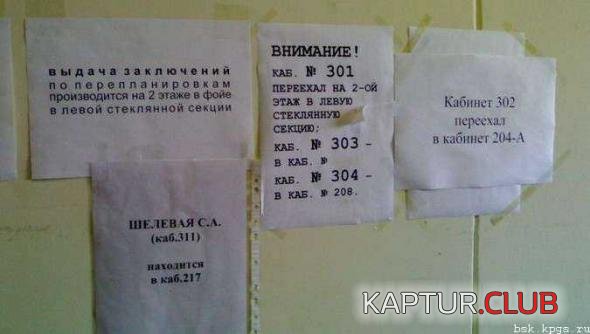 выдача заключений
по перепланировкам
производится на 2 этаже в фойе
в левой стеклянной секции
ВНИМАНИЕ!
КАБ. № 301
ПЕРЕЕХАЛ НА 2-ОЙ
ЭТАЖ В ЛЕВУЮ
СТЕКЛЯННУЮ
СЕКЦИЮ;
КАБ. № 303 -
В КАБ. №
КАБ. № 304 -
В КАБ. № 208.
Кабинет 302
переехал
в кабинет 204-А
ШЕЛЕВАЯ С.А.
(каб.311)
находится
в каб.217
KAPTUR.CLUB
bsk.kpgs.ru